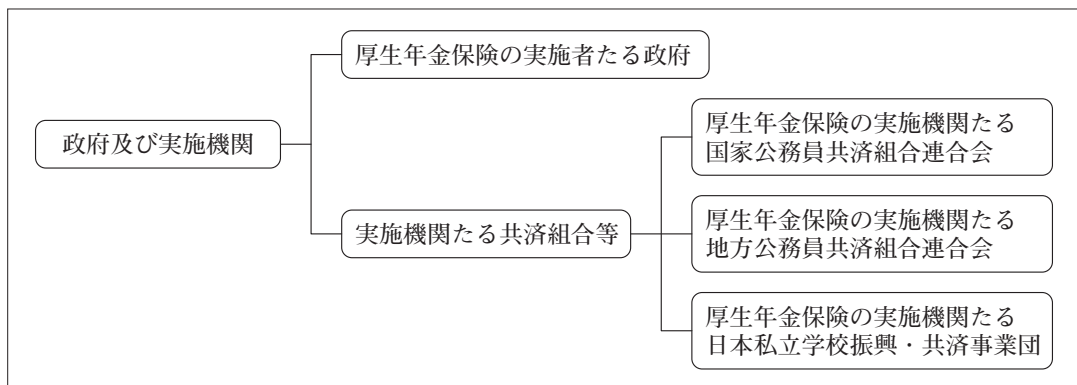 政府及び実施機関
厚生年金保険の実施者たる政府
実施機関たる共済組合等
厚生年金保険の実施機関たる
国家公務員共済組合連合会
厚生年金保険の実施機関たる
地方公務員共済組合連合会
厚生年金保険の実施機関たる
日本私立学校振興・共済事業団